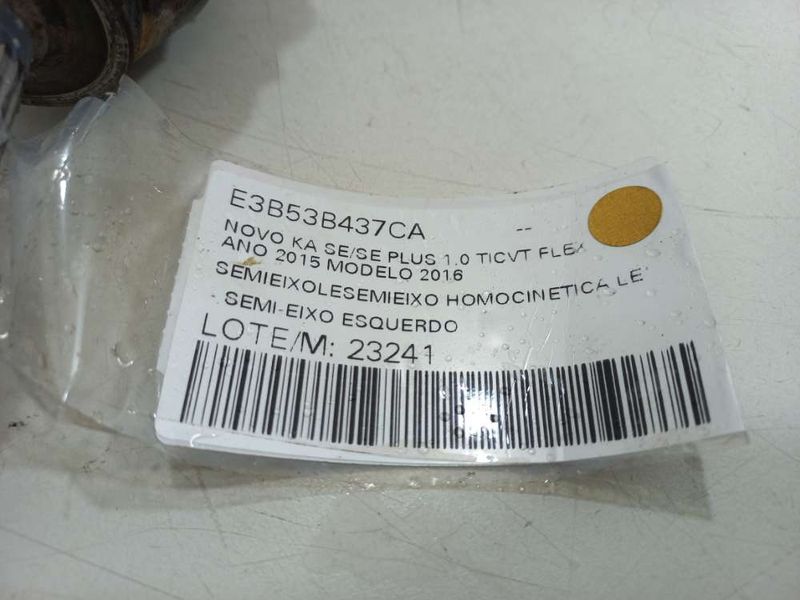 E3B53B437CA --
NOVO KA SE/SE PLUS 1.0 TICVT FLEX
ANO 2015 MODELO 2016
SEMIEIXOLESEMIEIXO HOMOCINETICA LE
- SEMI-EIXO ESQUERDO
LOTE/M: 23241